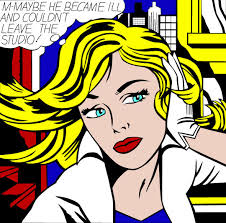 M-MAYBE HE BECAME ILL
AND COULDN'T
LEAVE THE
STUDIO!